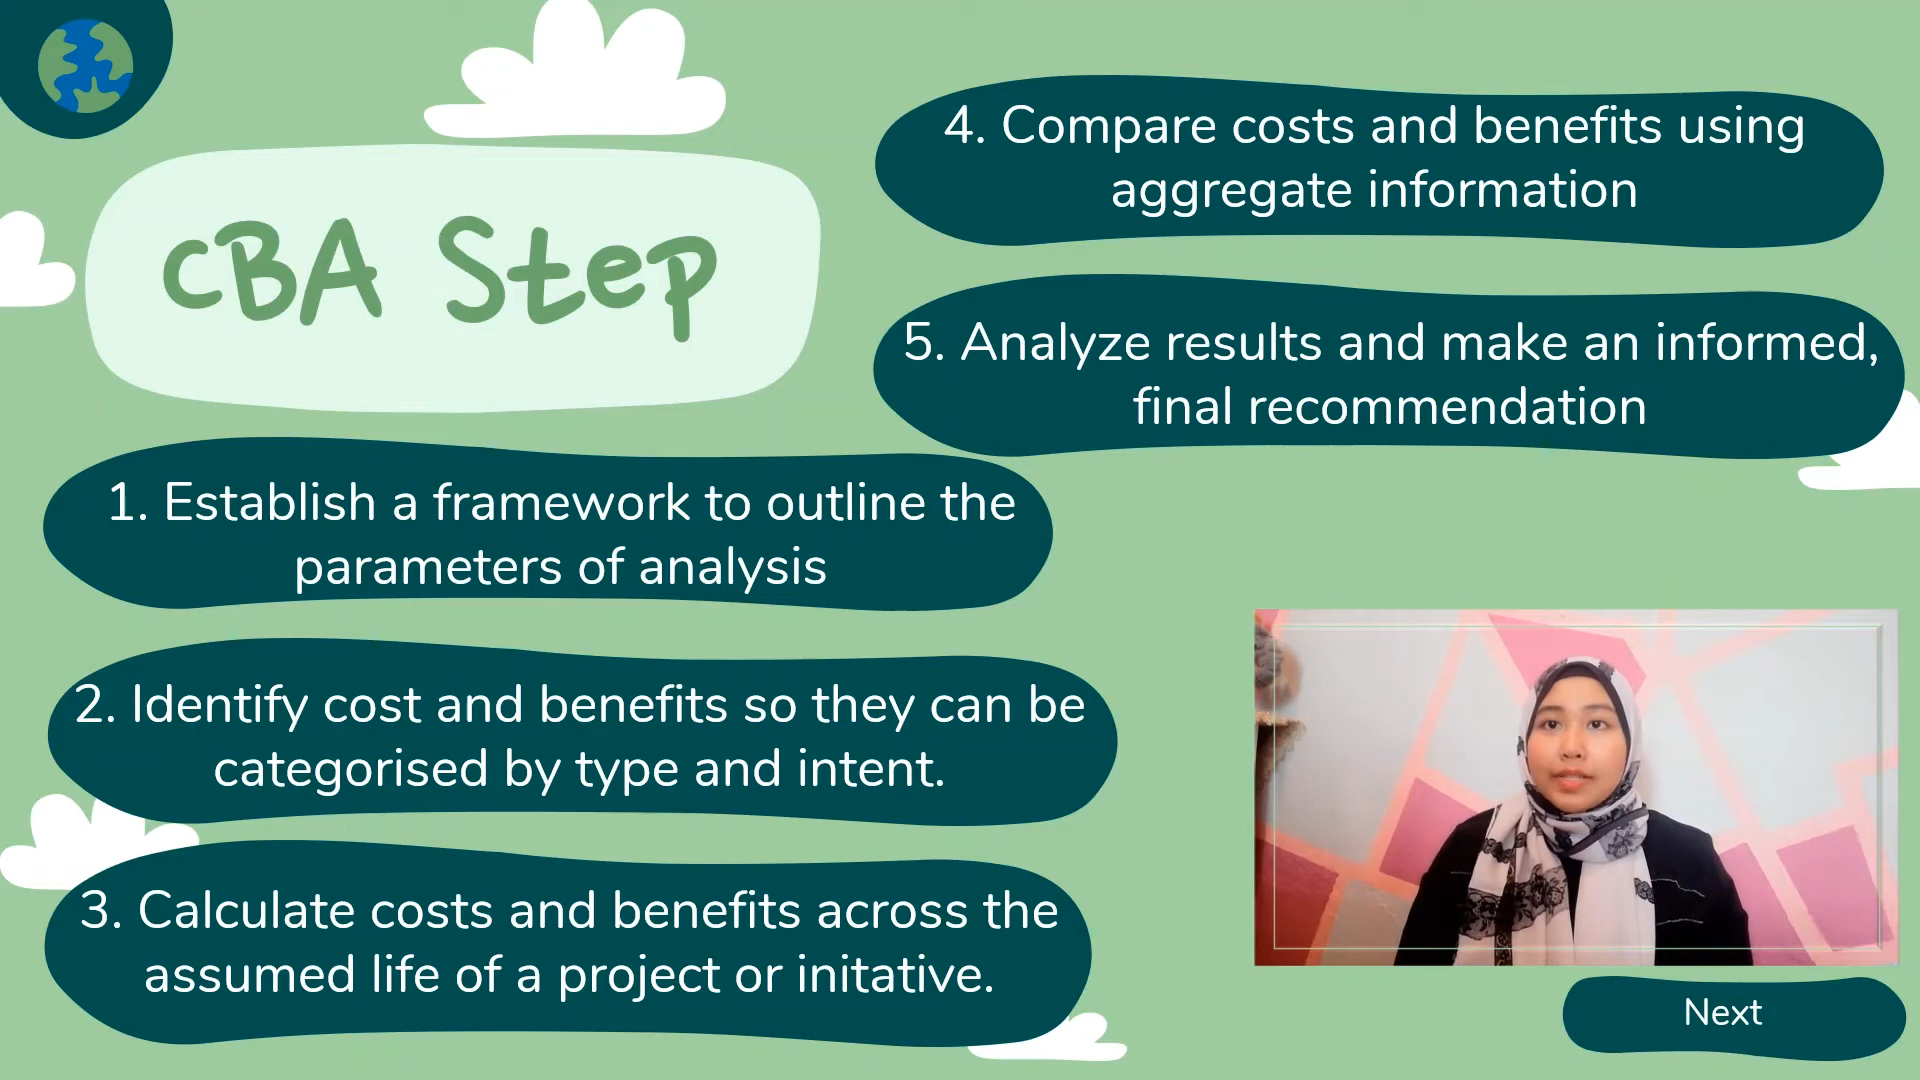 CBA Step
1. Establish a framework to outline the
parameters of analysis
2. Identify cost and benefits so they can be
categorised by type and intent.
3. Calculate costs and benefits across the
assumed life of a project or initative.
4. Compare costs and benefits using
aggregate information
5. Analyze results and make an informed,
final recommendation
Next